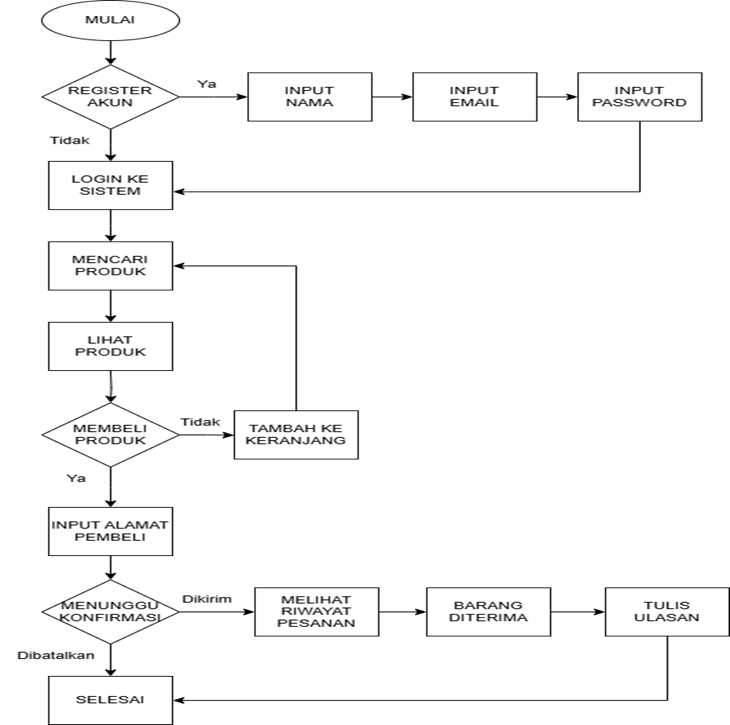 MULAI
REGISTER
AKUN
Ya
INPUT
NAMA
INPUT
EMAIL
INPUT
PASSWORD
Tidak
LOGIN KE
SISTEM
MENCARI
PRODUK
LIHAT
PRODUK
MEMBELI
PRODUK
Tidak
TAMBAH KE
KERANJANG
Ya
INPUT ALAMAT
PEMBELI
MENUNGGU
KONFIRMASI
Dikirim
MELIHAT
RIWAYAT
PESANAN
BARANG
DITERIMA
TULIS
ULASAN
Dibatalkan
SELESAI